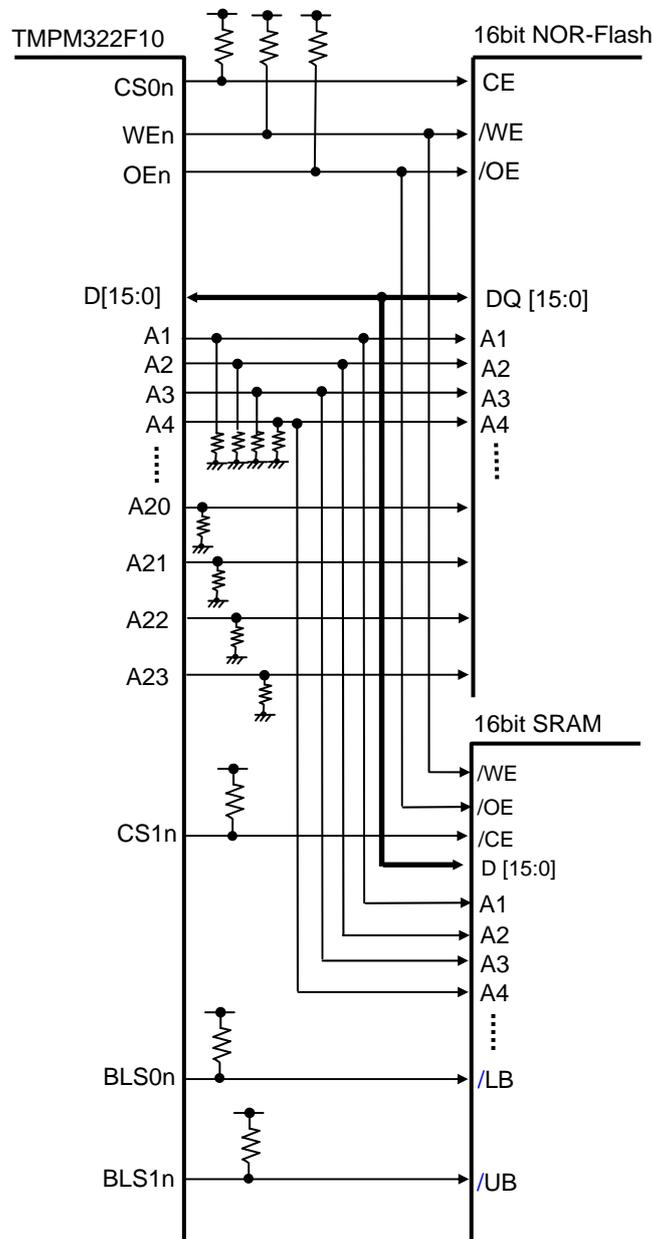 TMPM322F10
16bit NOR-Flash
CS0n
CE
WEn
/WE
OEn
/OE
D[15:0]
DQ [15:0]
A1
A1
A2
A2
A3
A3
A4
A4
A20
A21
A22
A23
16bit SRAM
/WE
/OE
CS1n
/CE
D [15:0]
A1
A2
A3
A4
BLS0n
/LB
BLS1n
/UB